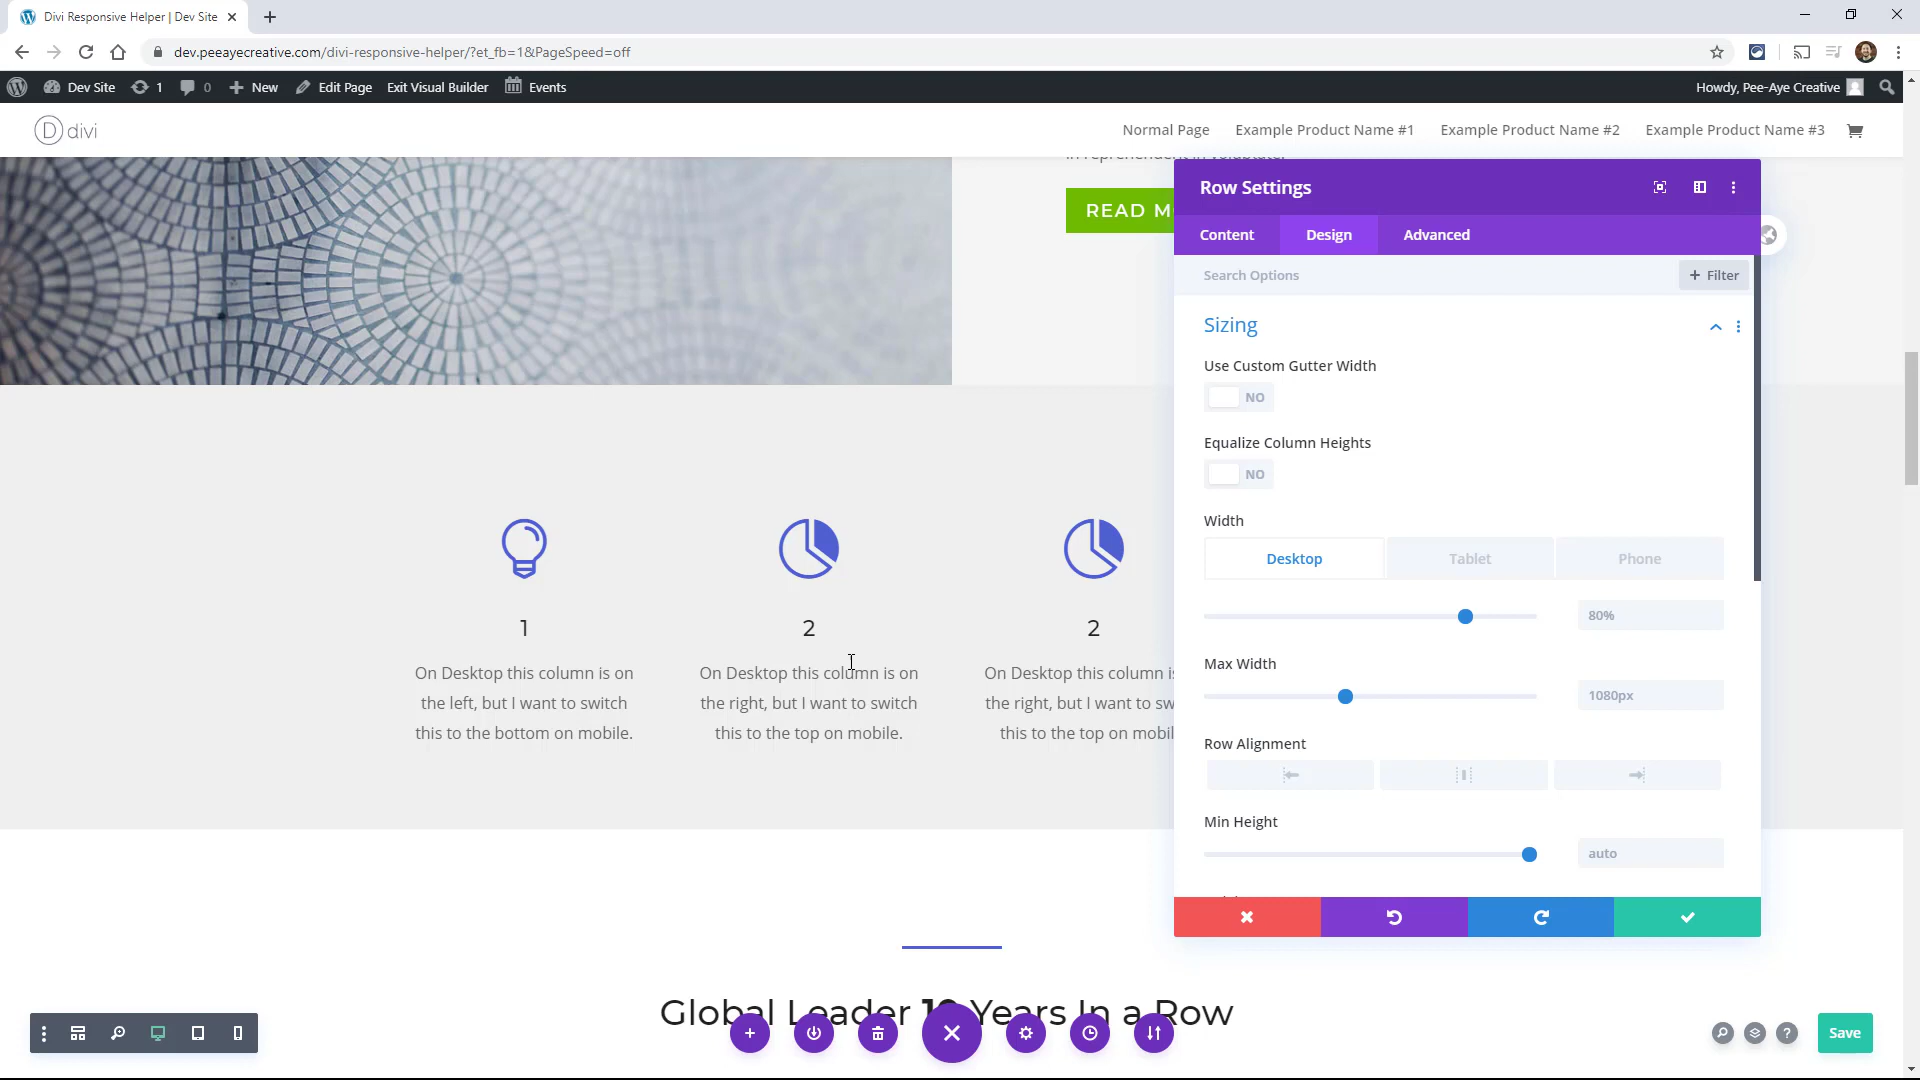 Divi Responsive Helper | Dev Site
dev.peeayecreative.com/divi-responsive-helper/?et_fb=1&PageSpeed=off
Dev Site 1 0 New Edit Page Exit Visual Builder Events Howdy, Pee-Aye Creative
D divi Normal Page Example Product Name #1 Example Product Name #2 Example Product Name #3
in reprehenderit in voluptate.
READ M
Row Settings
Content Design Advanced
Search Options + Filter
Sizing
Use Custom Gutter Width
NO
Equalize Column Heights
NO
Width
Desktop Tablet Phone
80%
Max Width
1080px
Row Alignment
Min Height
auto
1 2 2
On Desktop this column is on On Desktop this column is on On Desktop this column i
the left, but I want to switch the right, but I want to switch the right, but I want to sw
this to the bottom on mobile. this to the top on mobile. this to the top on mobil
Global Leader 1 Years In a Row
? Save